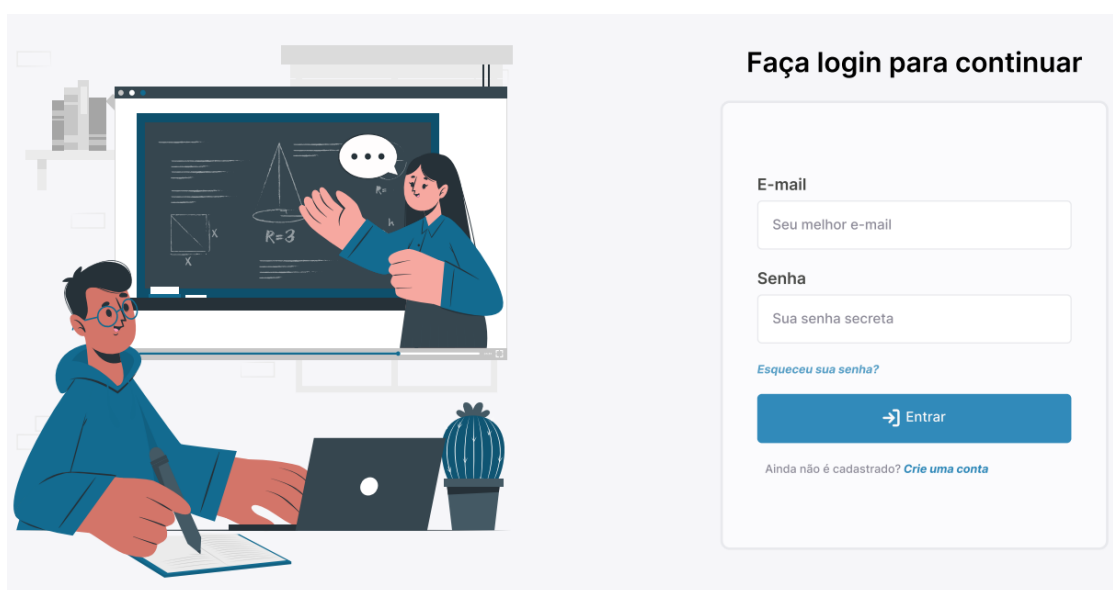 Faça login para continuar
E-mail
Seu melhor e-mail
Senha
Sua senha secreta
Esqueceu sua senha?
Entrar
Ainda não é cadastrado? Crie uma conta
R=
h
X
R=3
X